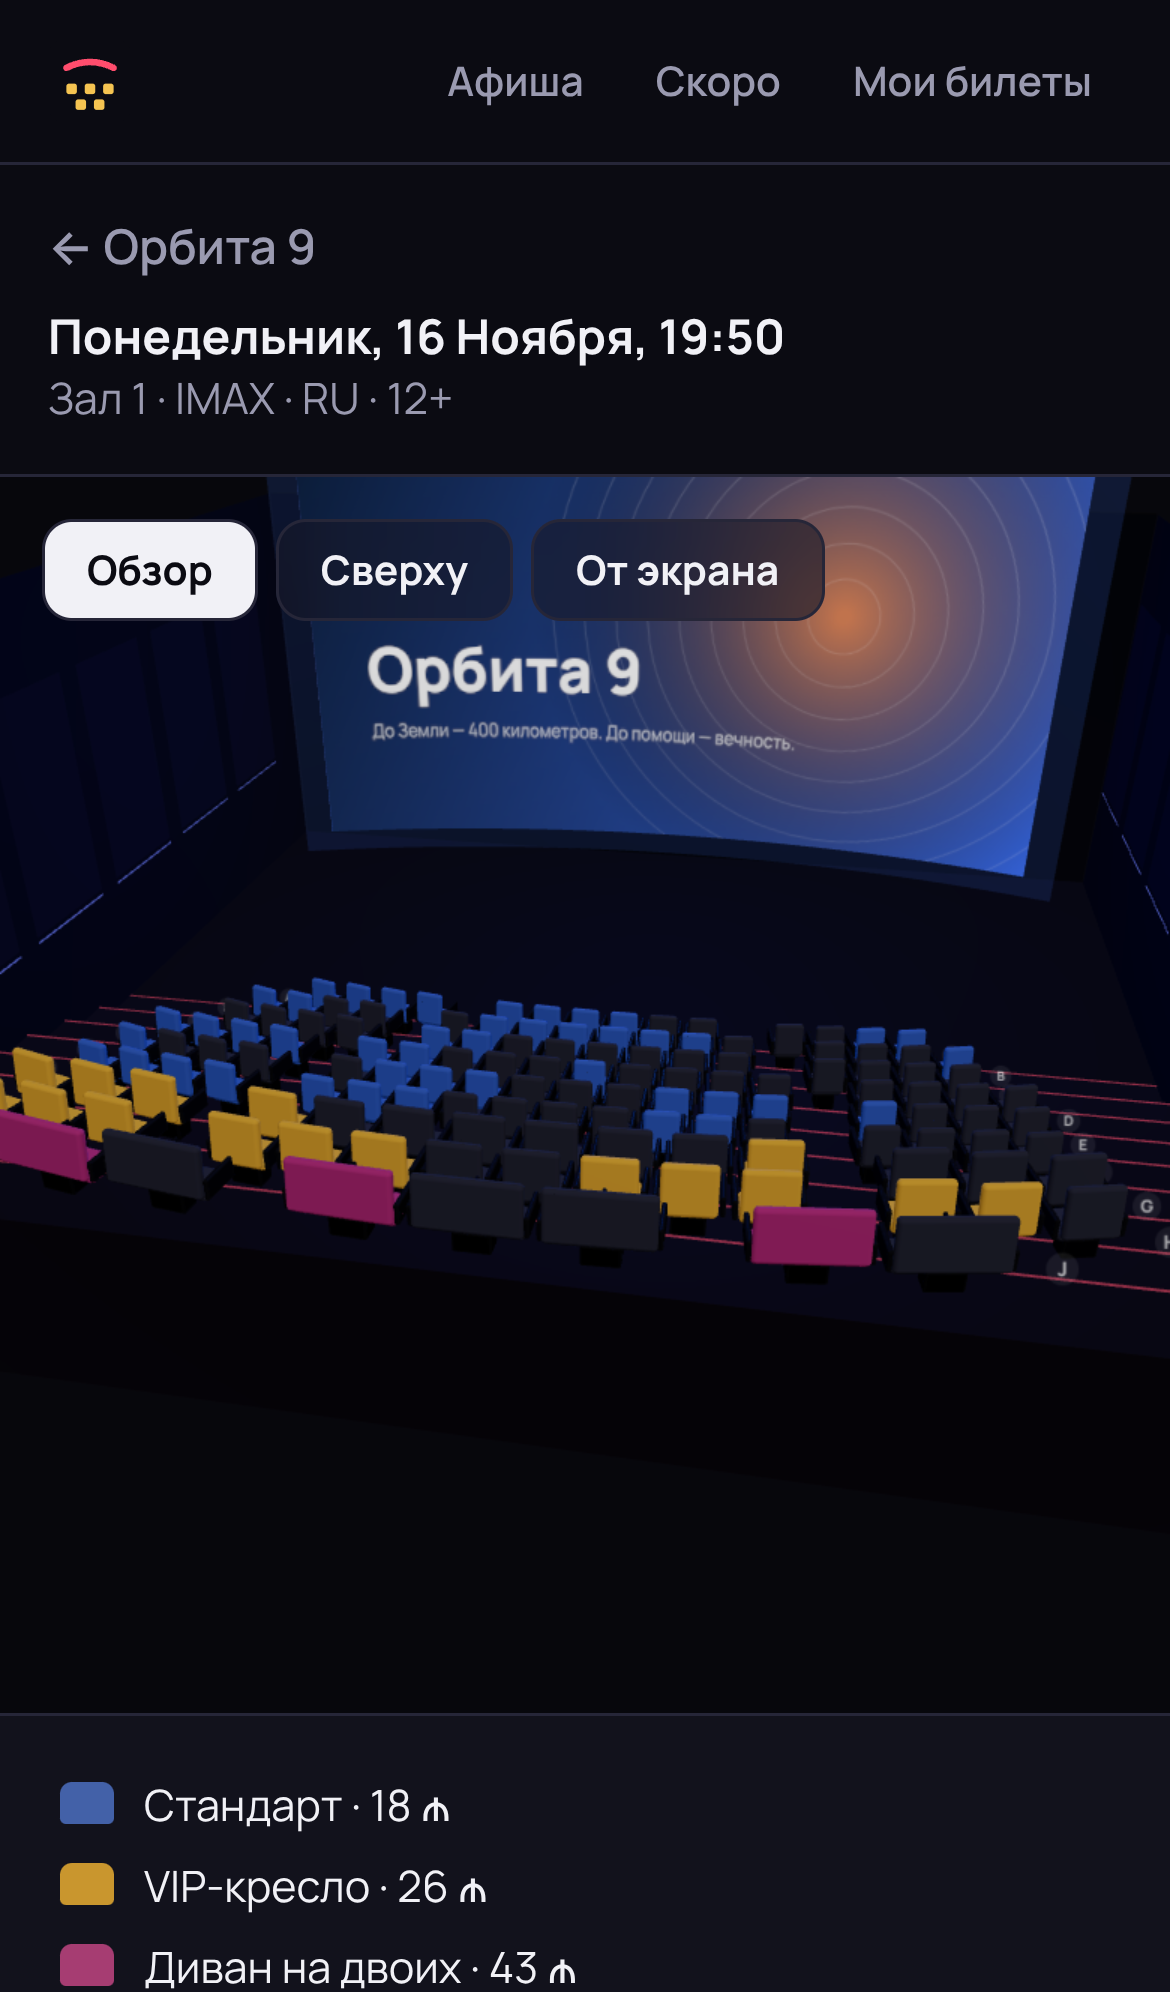 Афиша Скоро Мои билеты
← Орбита 9
Понедельник, 16 Ноября, 19:50
Зал 1 · IMAX · RU · 12+
Обзор Сверху От экрана
Орбита 9
До Земли — 400 километров. До помощи — вечность.
B
D
E
G
H
J
Стандарт · 18 ₼
VIP-кресло · 26 ₼
Диван на двоих · 43 ₼